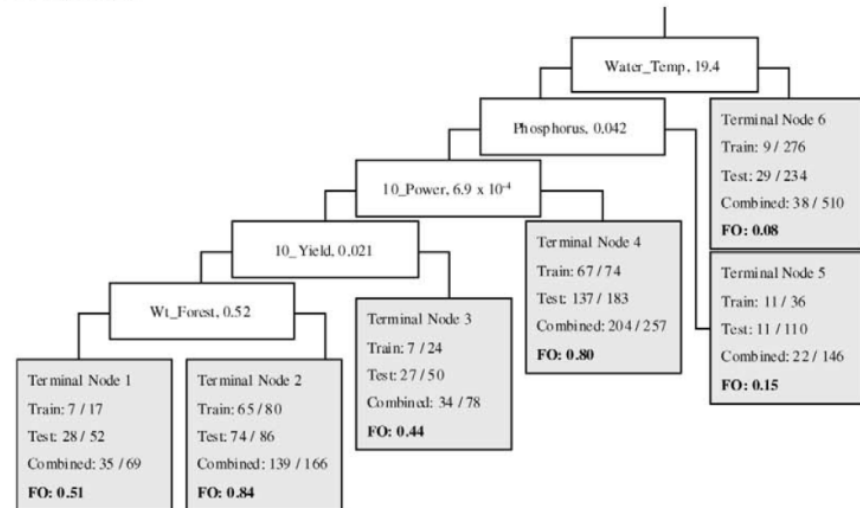 Water_Temp, 19.4
Phosphorus, 0.042
Terminal Node 6
Train: 9 / 276
Test: 29 / 234
Combined: 38 / 510
FO: 0.08
10_Power, 6.9 x 10⁻⁴
10_Yield, 0.021
Terminal Node 4
Train: 67 / 74
Test: 137 / 183
Combined: 204 / 257
FO: 0.80
Terminal Node 5
Train: 11 / 36
Test: 11 / 110
Combined: 22 / 146
FO: 0.15
Wt_Forest, 0.52
Terminal Node 3
Train: 7 / 24
Test: 27 / 50
Combined: 34 / 78
FO: 0.44
Terminal Node 1
Train: 7 / 17
Test: 28 / 52
Combined: 35 / 69
FO: 0.51
Terminal Node 2
Train: 65 / 80
Test: 74 / 86
Combined: 139 / 166
FO: 0.84